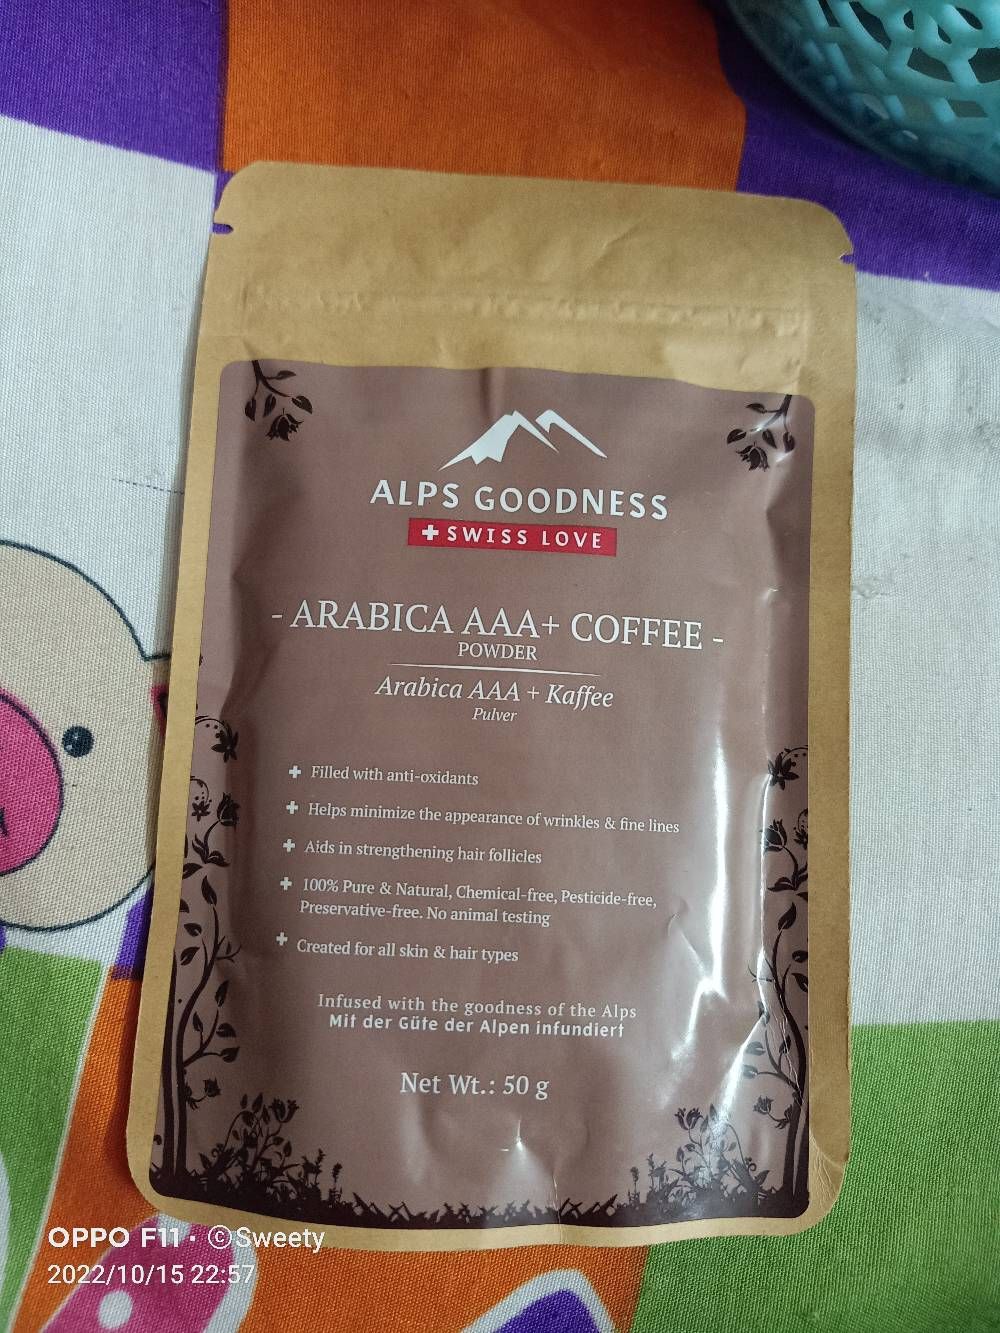 ALPS GOODNESS
+ SWISS LOVE
- ARABICA AAA+ COFFEE -
POWDER
Arabica AAA + Kaffee
Pulver
+ Filled with anti-oxidants
+ Helps minimize the appearance of wrinkles & fine lines
+ Aids in strengthening hair follicles
+ 100% Pure & Natural, Chemical-free, Pesticide-free,
Preservative-free. No animal testing
+ Created for all skin & hair types
Infused with the goodness of the Alps
Mit der Güte der Alpen infundiert
Net Wt.: 50 g
OPPO F11 · ©Sweety
2022/10/15 22:57